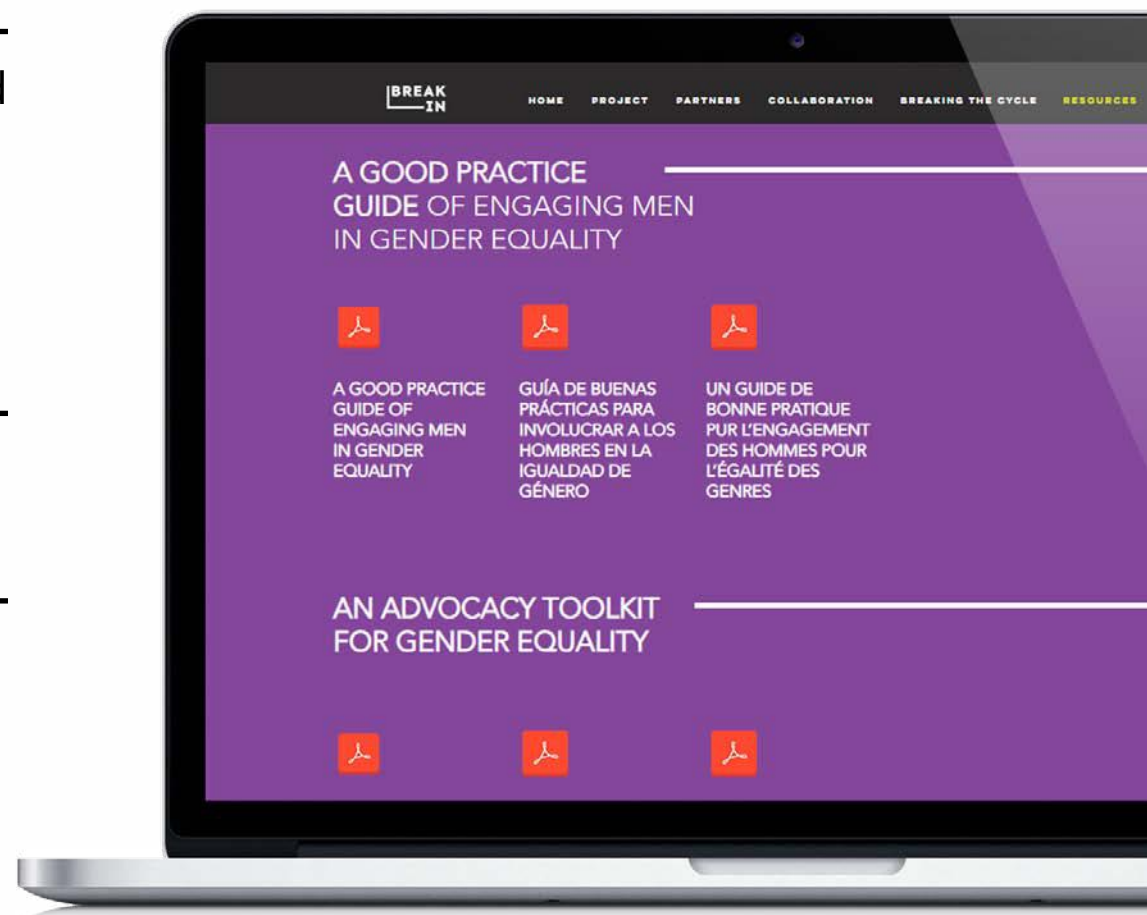 BREAK
IN
HOME PROJECT PARTNERS COLLABORATION BREAKING THE CYCLE RESOURCES
A GOOD PRACTICE
GUIDE OF ENGAGING MEN
IN GENDER EQUALITY
A GOOD PRACTICE
GUIDE OF
ENGAGING MEN
IN GENDER
EQUALITY
GUÍA DE BUENAS
PRÁCTICAS PARA
INVOLUCRAR A LOS
HOMBRES EN LA
IGUALDAD DE
GÉNERO
UN GUIDE DE
BONNE PRATIQUE
PUR L'ENGAGEMENT
DES HOMMES POUR
L'ÉGALITÉ DES
GENRES
AN ADVOCACY TOOLKIT
FOR GENDER EQUALITY